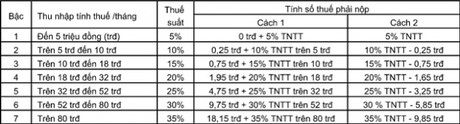 Bậc Thu nhập tính thuế /tháng Thuế suất Tính số thuế phải nộp
Cách 1 Cách 2
1 Đến 5 triệu đồng (trđ) 5% 0 trđ + 5% TNTT 5% TNTT
2 Trên 5 trđ đến 10 trđ 10% 0,25 trđ + 10% TNTT trên 5 trđ 10% TNTT - 0,25 trđ
3 Trên 10 trđ đến 18 trđ 15% 0,75 trđ + 15% TNTT trên 10 trđ 15% TNTT - 0,75 trđ
4 Trên 18 trđ đến 32 trđ 20% 1,95 trđ + 20% TNTT trên 18 trđ 20% TNTT - 1,65 trđ
5 Trên 32 trđ đến 52 trđ 25% 4,75 trđ + 25% TNTT trên 32 trđ 25% TNTT - 3,25 trđ
6 Trên 52 trđ đến 80 trđ 30% 9,75 trđ + 30% TNTT trên 52 trđ 30 % TNTT - 5,85 trđ
7 Trên 80 trđ 35% 18,15 trđ + 35% TNTT trên 80 trđ 35% TNTT - 9,85 trđ